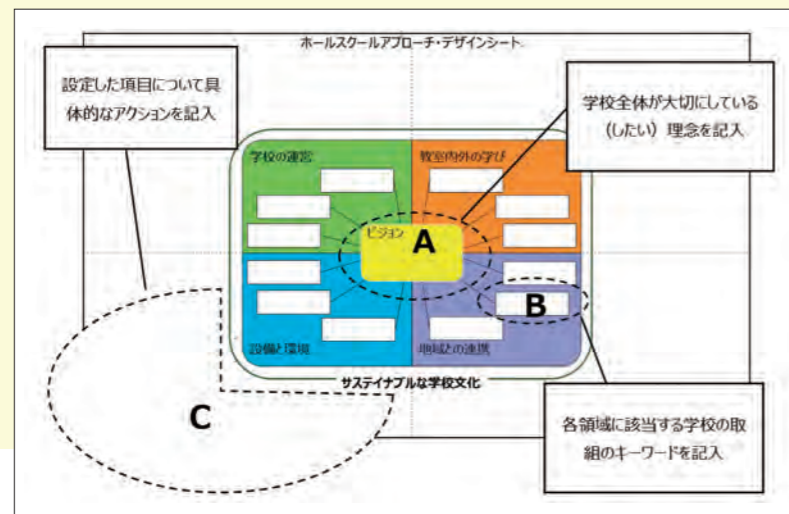 ホールスクールアプローチ・デザインシート
設定した項目について具
体的なアクションを記入
学校全体が大切にしている
（したい）理念を記入
学校の運営
教室内外の学び
ビジョン
A
B
設備と環境
地域との連携
サステイナブルな学校文化
C
各領域に該当する学校の取
組のキーワードを記入